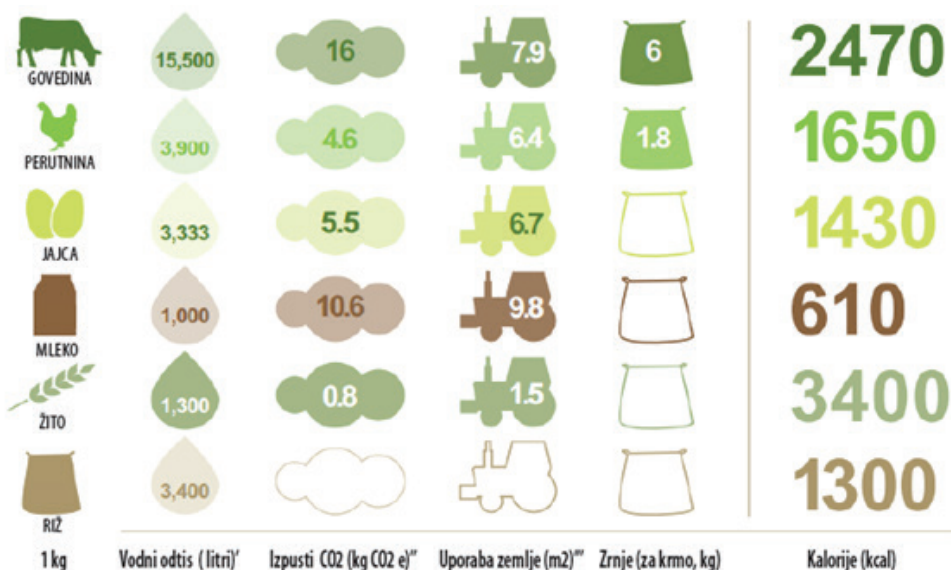 15,500 16 7.9 6 2470
GOVEDINA
3,900 4.6 6.4 1.8 1650
PERUTNINA
3,333 5.5 6.7 1430
JAJCA
1,000 10.6 9.8 610
MLEKO
1,300 0.8 1.5 3400
ŽITO
3,400 1300
RIŽ
1 kg Vodni odtis ( litri)' Izpusti CO2 (kg CO2 e)'' Uporaba zemlje (m2)''' Zrnje (za krmo, kg) Kalorije (kcal)